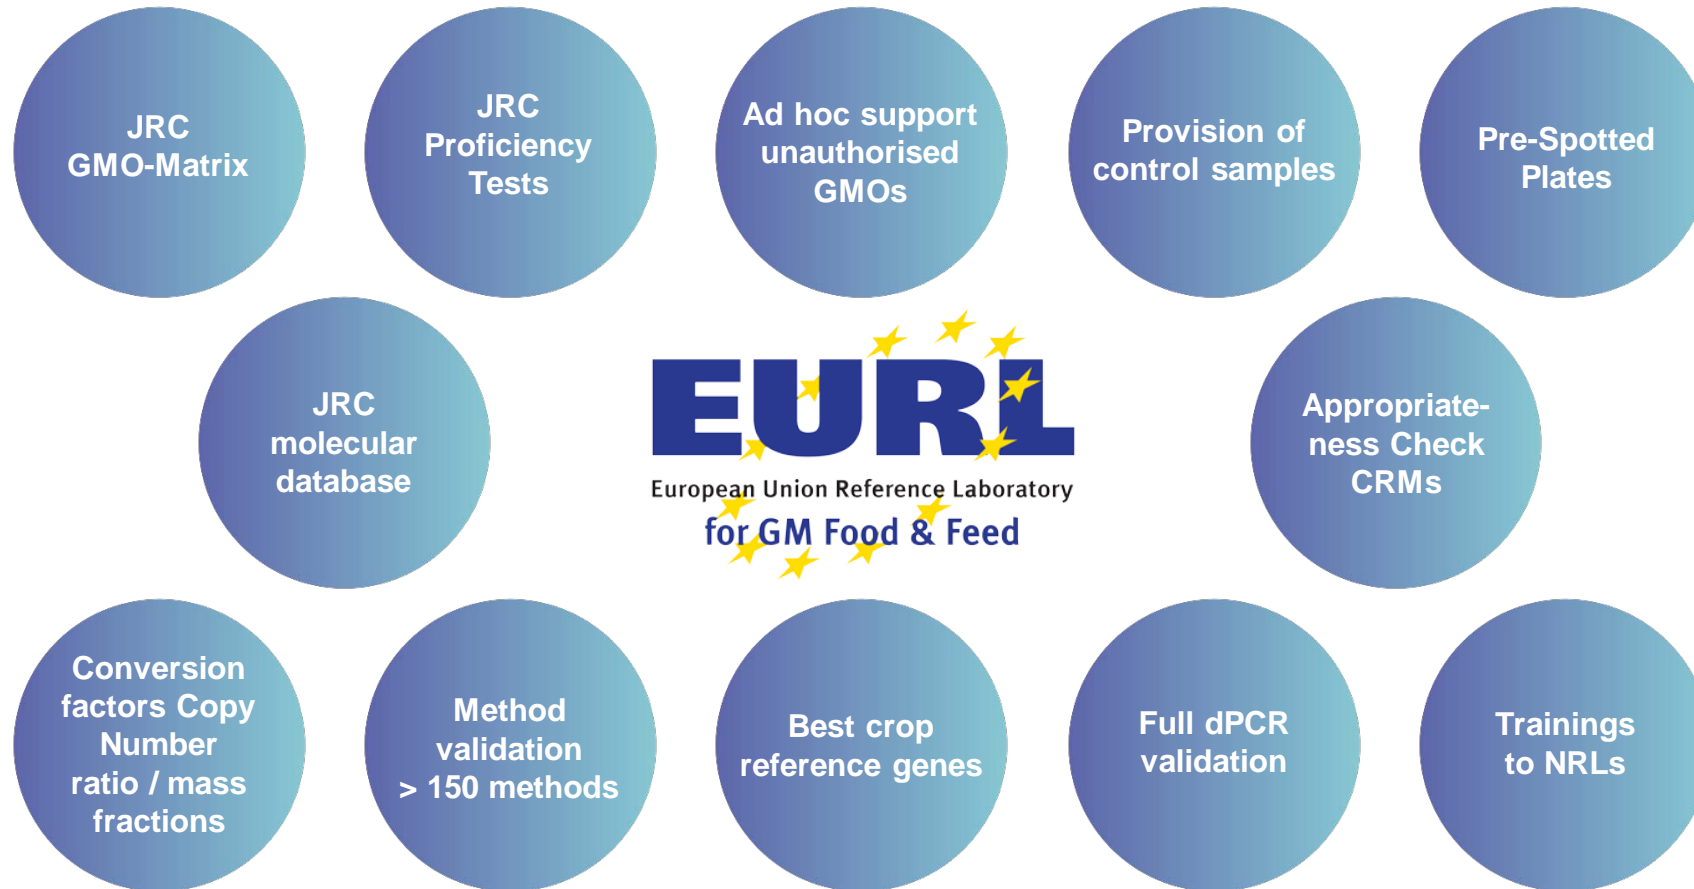 JRC
GMO-Matrix
JRC
Proficiency
Tests
Ad hoc support
unauthorised
GMOs
Provision of
control samples
Pre-Spotted
Plates
JRC
molecular
database
EURL
European Union Reference Laboratory
for GM Food & Feed
Appropriate-
ness Check
CRMs
Conversion
factors Copy
Number
ratio / mass
fractions
Method
validation
> 150 methods
Best crop
reference genes
Full dPCR
validation
Trainings
to NRLs